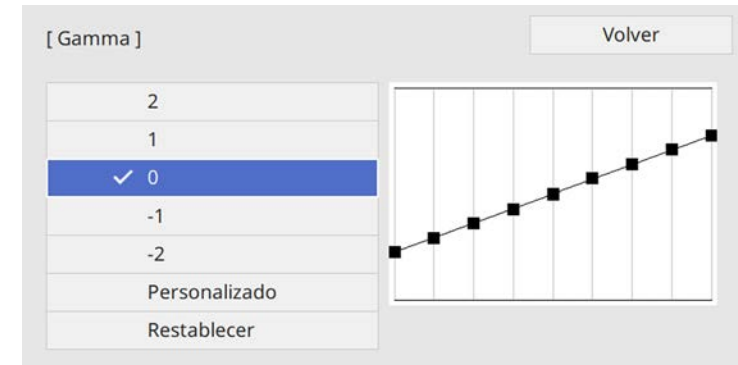 [ Gamma ]
Volver
2
1
0
-1
-2
Personalizado
Restablecer